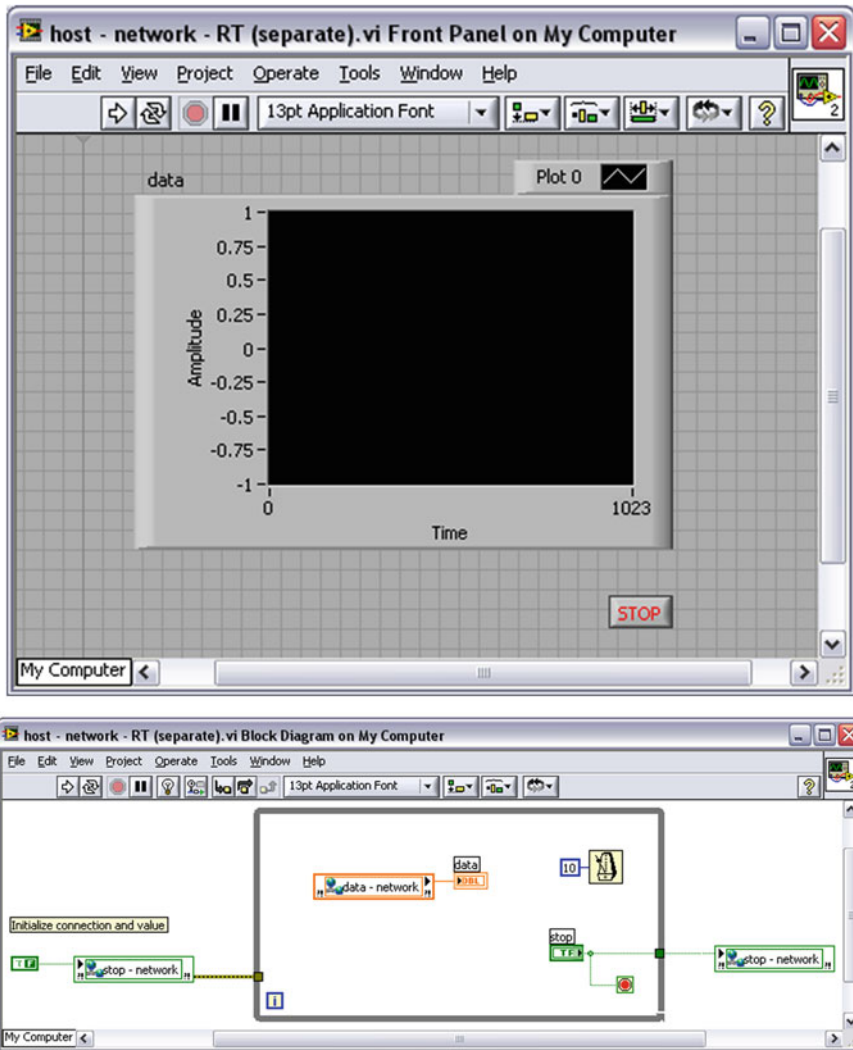 host - network - RT (separate).vi Front Panel on My Computer
File Edit View Project Operate Tools Window Help
13pt Application Font
2
data
Plot 0
1
0.75
0.5
0.25
0
-0.25
-0.5
-0.75
-1
Amplitude
0 1023
Time
STOP
My Computer
host - network - RT (separate).vi Block Diagram on My Computer
File Edit View Project Operate Tools Window Help
13pt Application Font
data
data - network
DBL
10
Initialize connection and value
stop
T F
TF
stop - network
stop - network
i
My Computer